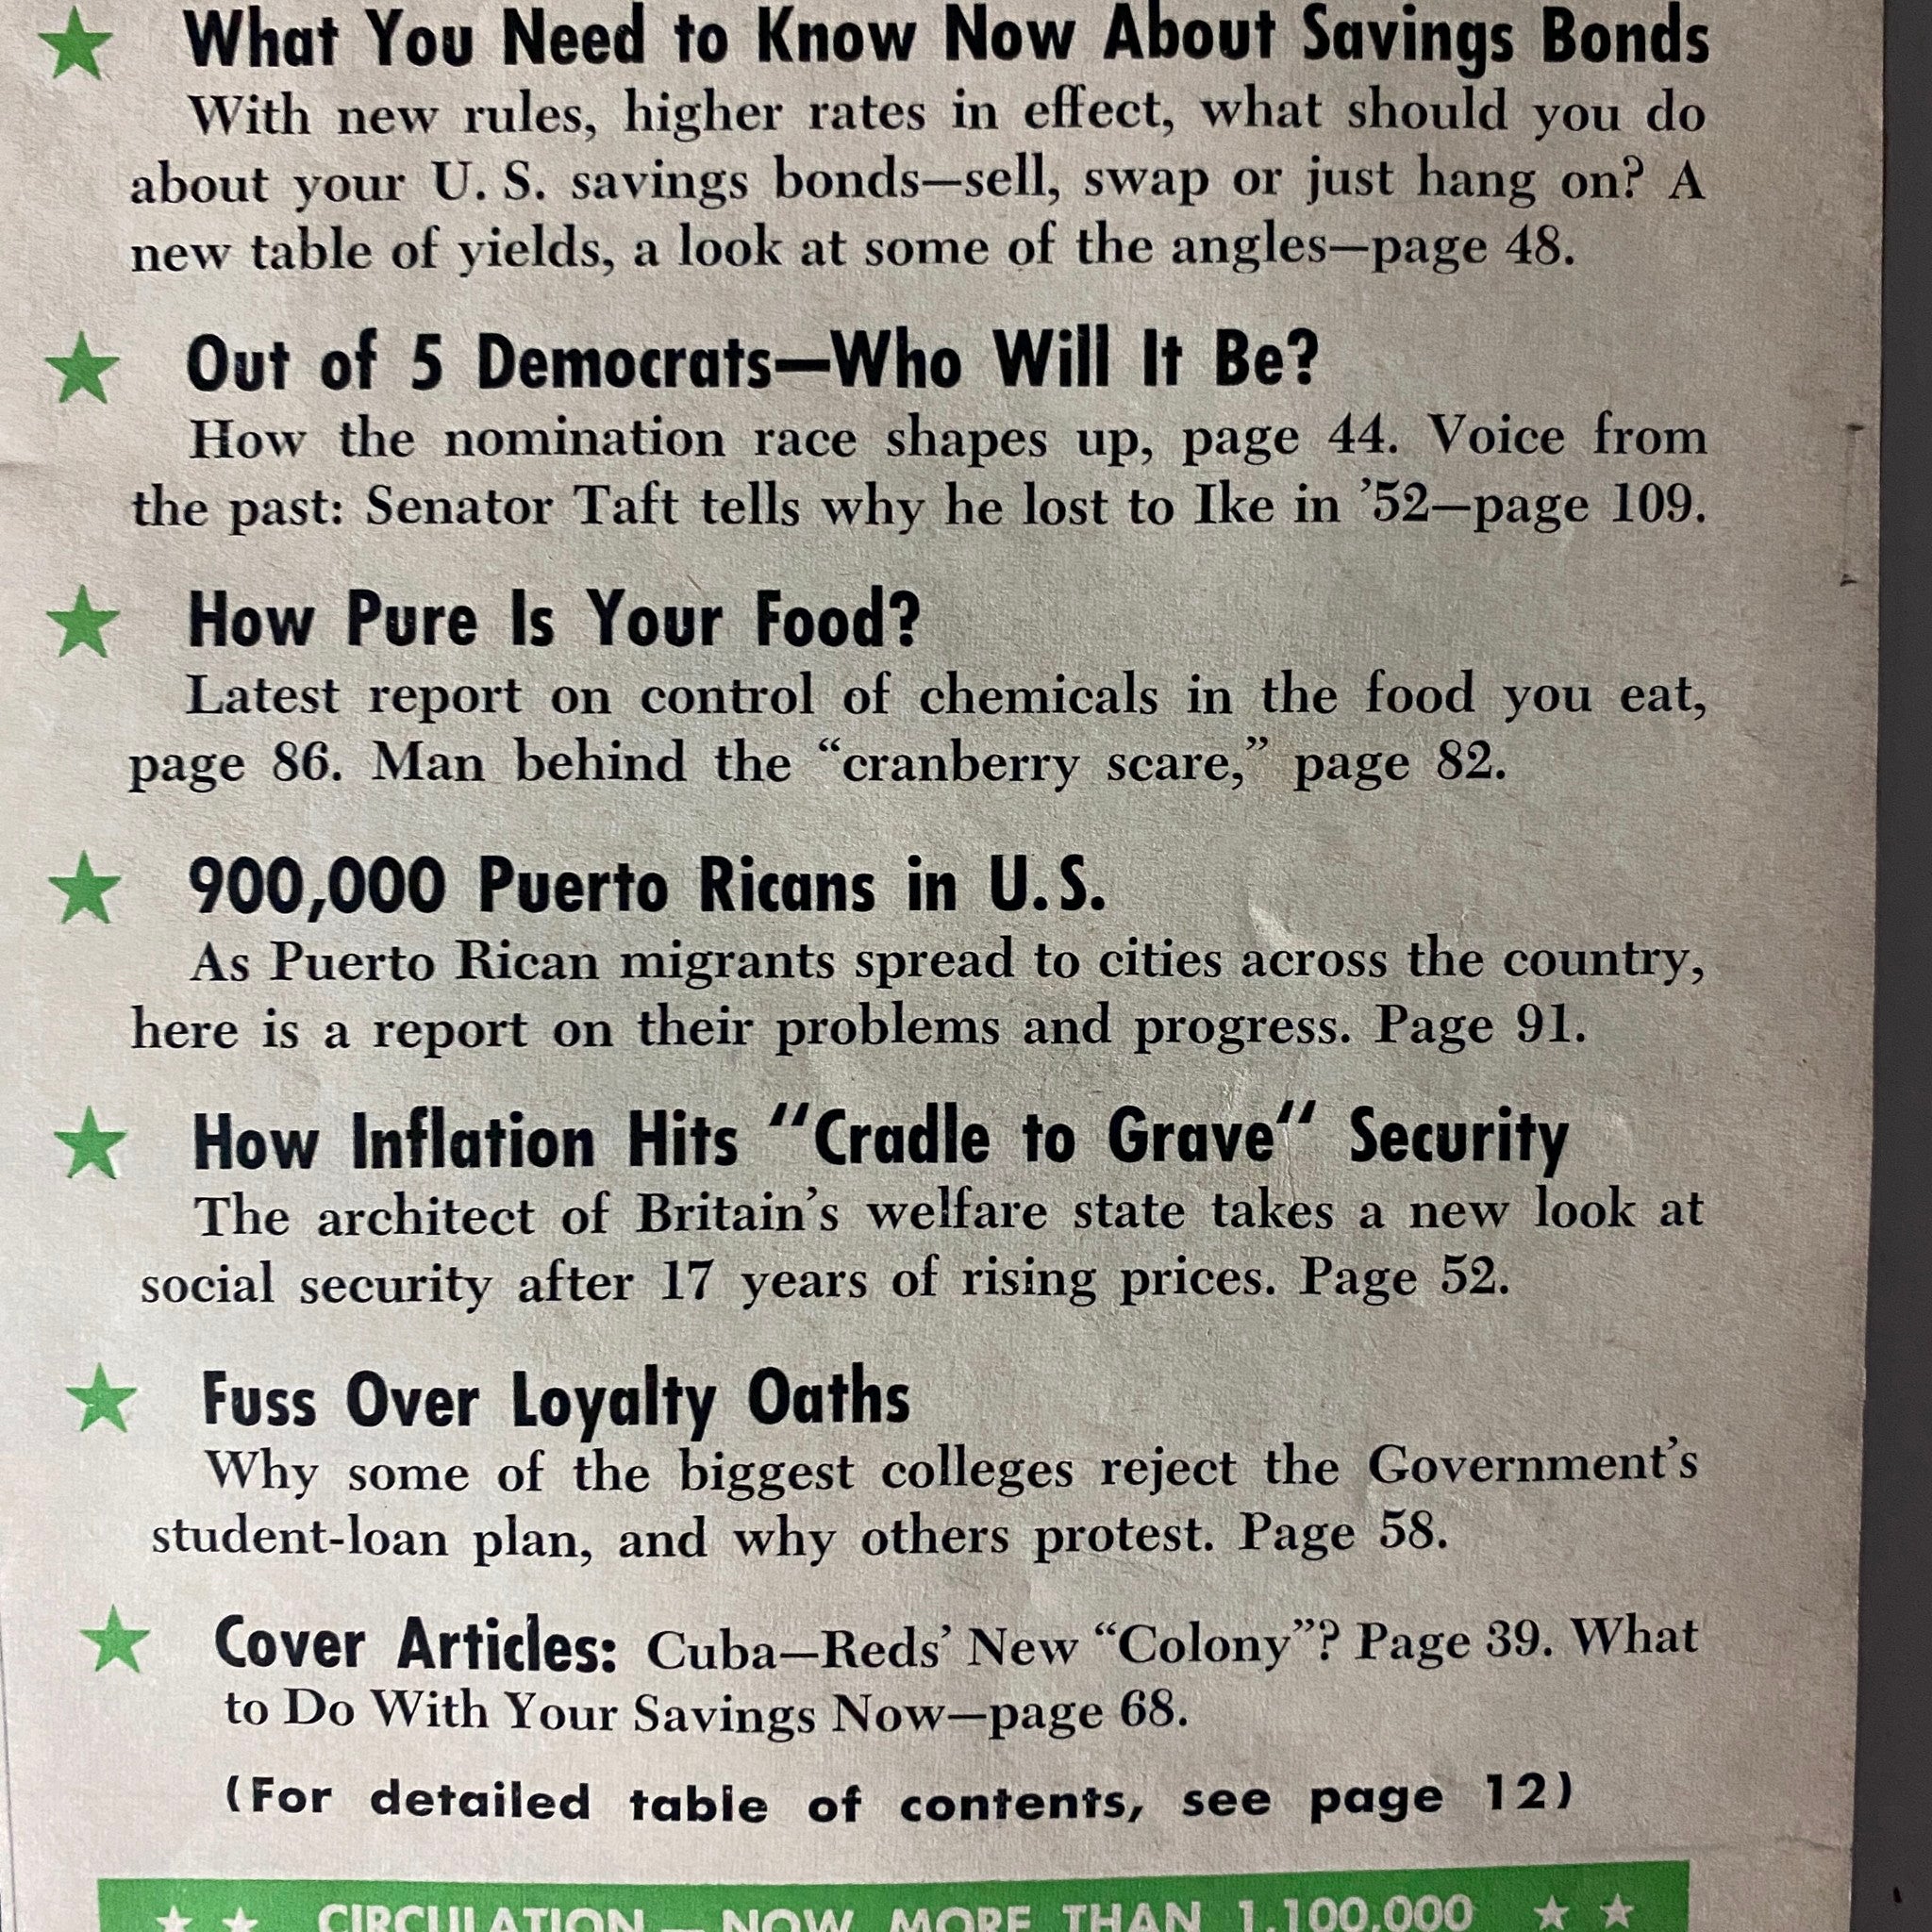 What You Need to Know Now About Savings Bonds
With new rules, higher rates in effect, what should you do
about your U. S. savings bonds—sell, swap or just hang on? A
new table of yields, a look at some of the angles—page 48.
Out of 5 Democrats—Who Will It Be?
How the nomination race shapes up, page 44. Voice from
the past: Senator Taft tells why he lost to Ike in ’52—page 109.
How Pure Is Your Food?
Latest report on control of chemicals in the food you eat,
page 86. Man behind the “cranberry scare,” page 82.
900,000 Puerto Ricans in U.S.
As Puerto Rican migrants spread to cities across the country,
here is a report on their problems and progress. Page 91.
How Inflation Hits “Cradle to Grave” Security
The architect of Britain’s welfare state takes a new look at
social security after 17 years of rising prices. Page 52.
Fuss Over Loyalty Oaths
Why some of the biggest colleges reject the Government’s
student-loan plan, and why others protest. Page 58.
Cover Articles: Cuba—Reds’ New “Colony”? Page 39. What
to Do With Your Savings Now—page 68.
(For detailed table of contents, see page 12)
CIRCULATION — NOW MORE THAN 1,100,000